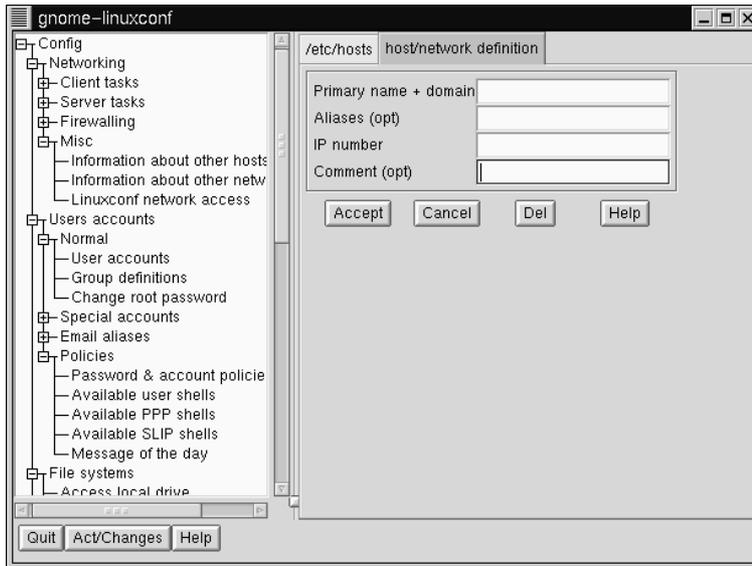 gnome-linuxconf
Config
Networking
Client tasks
Server tasks
Firewalling
Misc
Information about other hosts
Information about other netw
Linuxconf network access
Users accounts
Normal
User accounts
Group definitions
Change root password
Special accounts
Email aliases
Policies
Password & account policie
Available user shells
Available PPP shells
Available SLIP shells
Message of the day
File systems
Access local drive
/etc/hosts
host/network definition
Primary name + domain
Aliases (opt)
IP number
Comment (opt)
Accept
Cancel
Del
Help
Quit
Act/Changes
Help